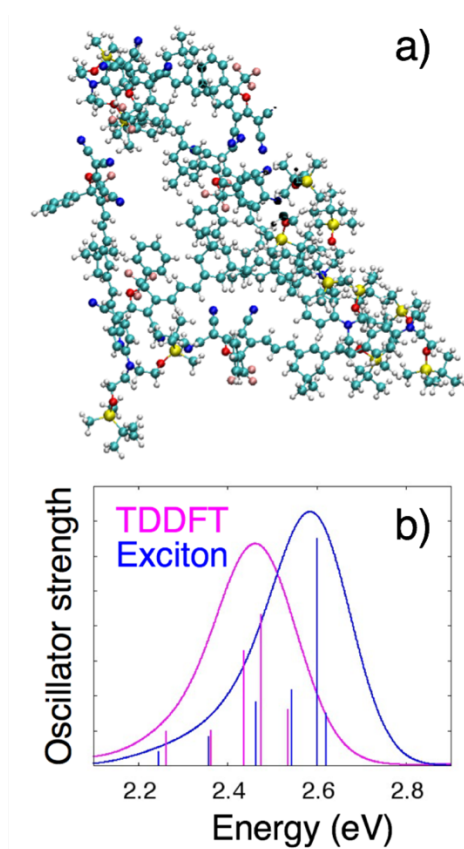 a)
b)
TDDFT
Exciton
Oscillator strength
2.2 2.4 2.6 2.8
Energy (eV)